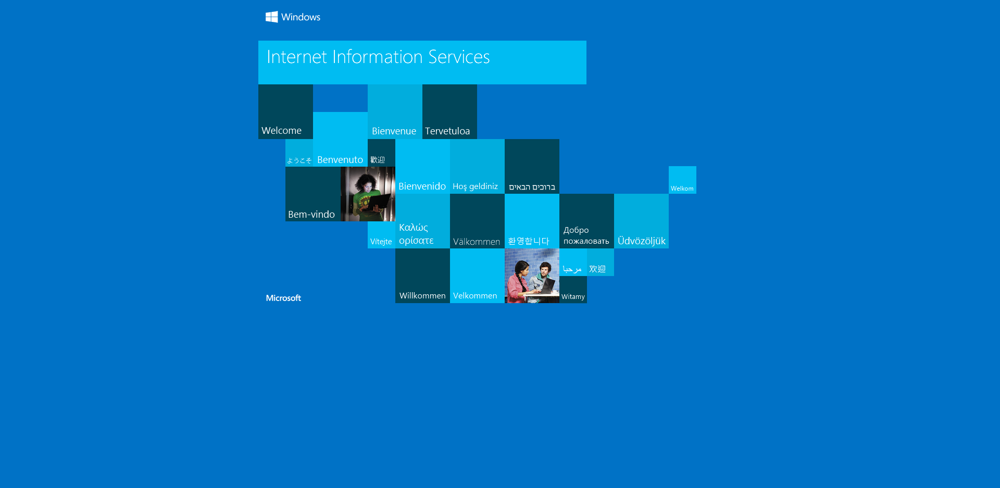 Windows
Internet Information Services
Welcome
Bienvenue
Tervetuloa
ようこそ
Benvenuto
歡迎
Bienvenido
Hoş geldiniz
ברוכים הבאים
Welkom
Bem-vindo
Vítejte
Καλώς
ορίσατε
Välkommen
환영합니다
Добро
пожаловать
Üdvözöljük
Microsoft
Willkommen
Velkommen
مرحبا
欢迎
Witamy